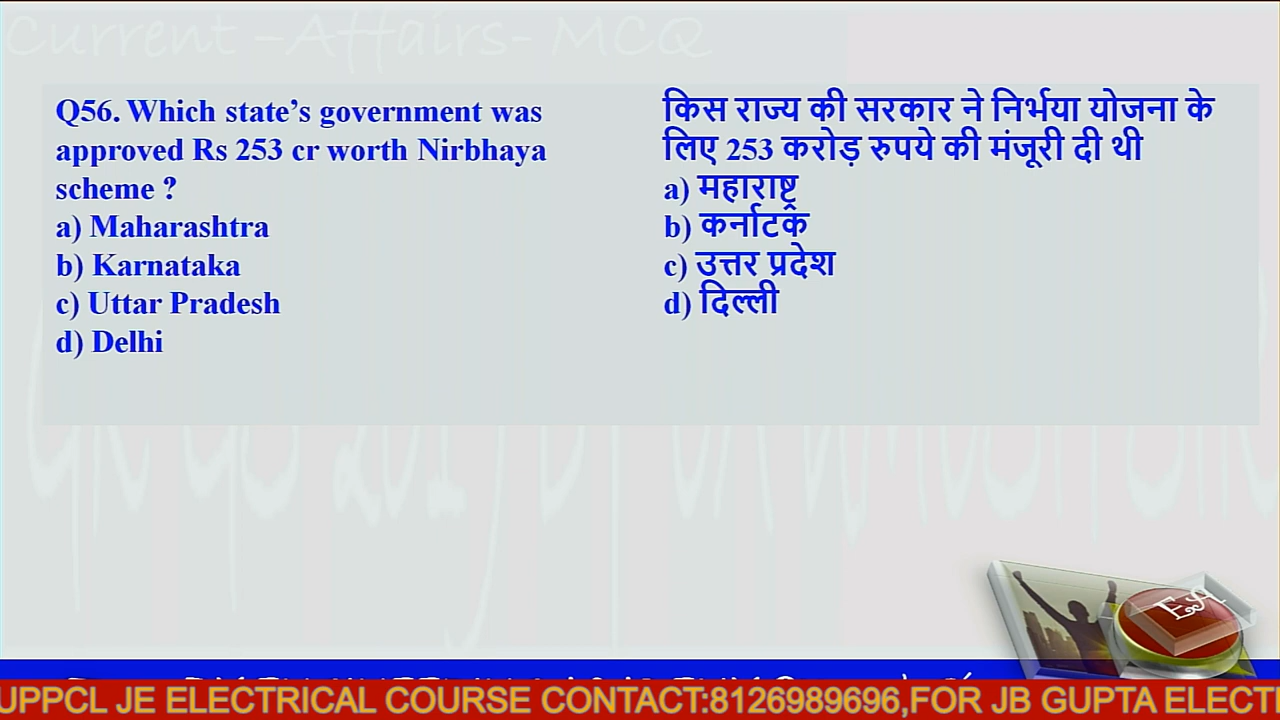 Current -Affairs- MCQ
Q56. Which state’s government was
approved Rs 253 cr worth Nirbhaya
scheme ?
a) Maharashtra
b) Karnataka
c) Uttar Pradesh
d) Delhi
किस राज्य की सरकार ने निर्भया योजना के
लिए 253 करोड़ रुपये की मंजूरी दी थी
a) महाराष्ट्र
b) कर्नाटक
c) उत्तर प्रदेश
d) दिल्ली
EA
UPPCL JE ELECTRICAL COURSE CONTACT:8126989696,FOR JB GUPTA ELECT